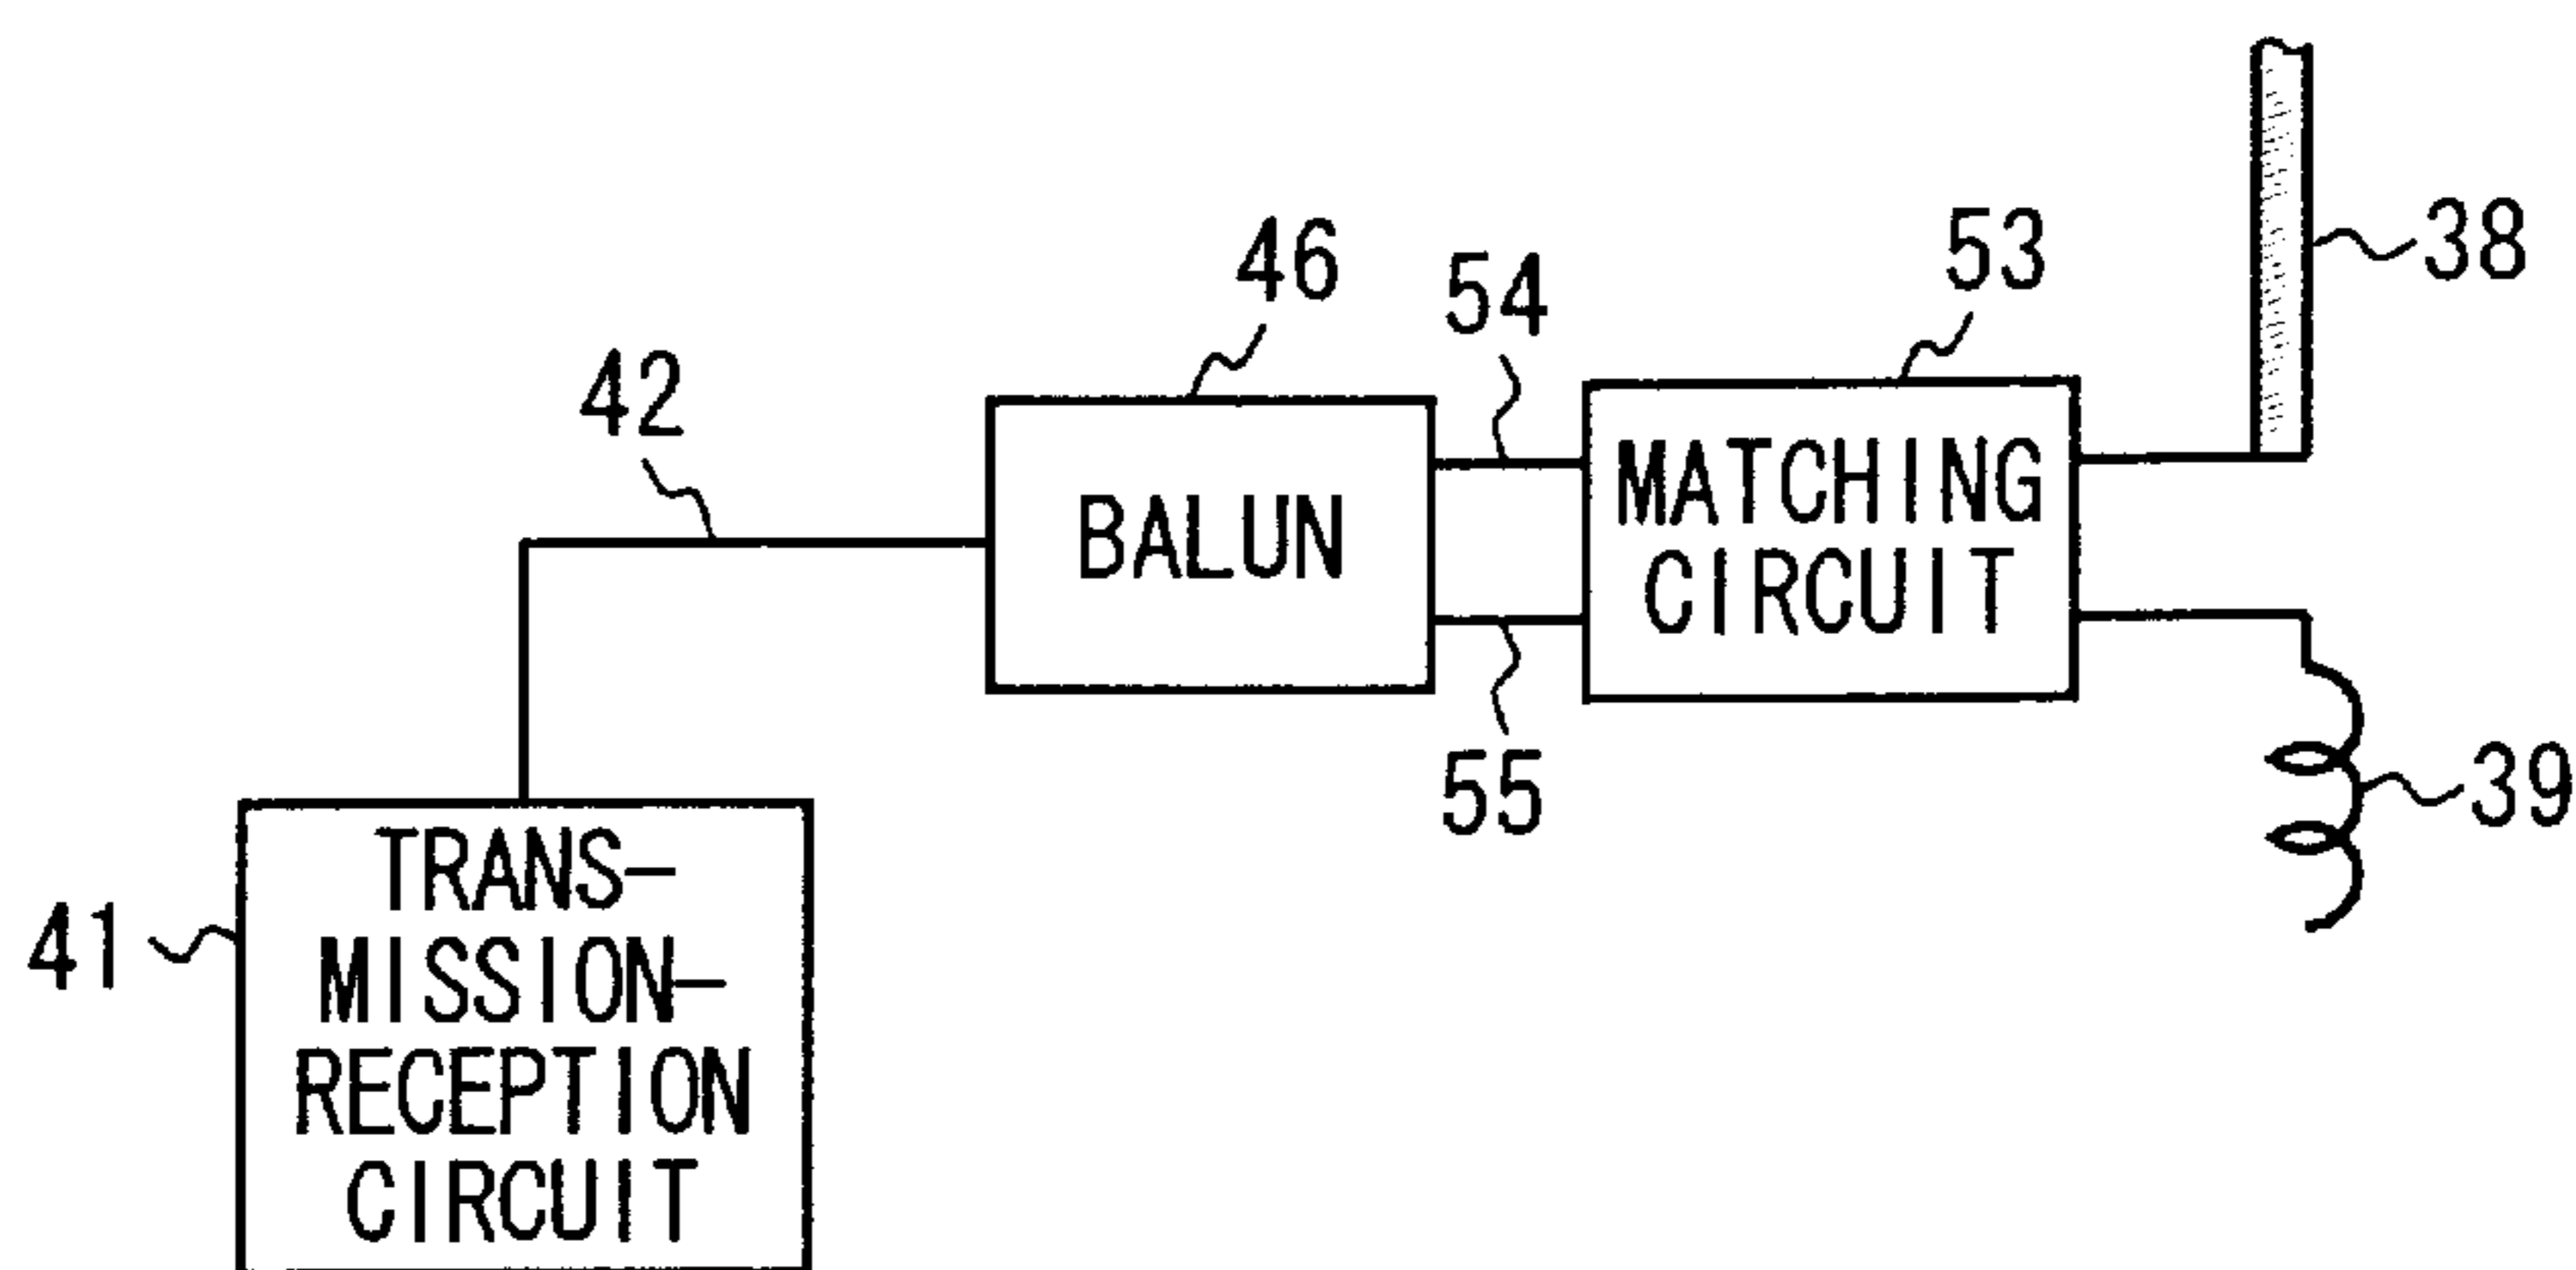 38
53
46
54
42
MATCHING
CIRCUIT
BALUN
55
39
41
TRANS-
MISSION-
RECEPTION
CIRCUIT